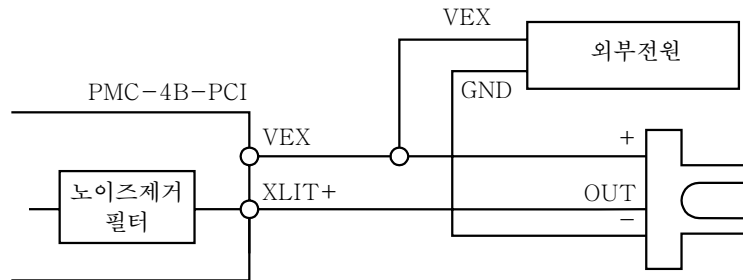 VEX
외부전원
GND
PMC-4B-PCI
VEX
+
노이즈제거
필터
XLIT+
OUT
-